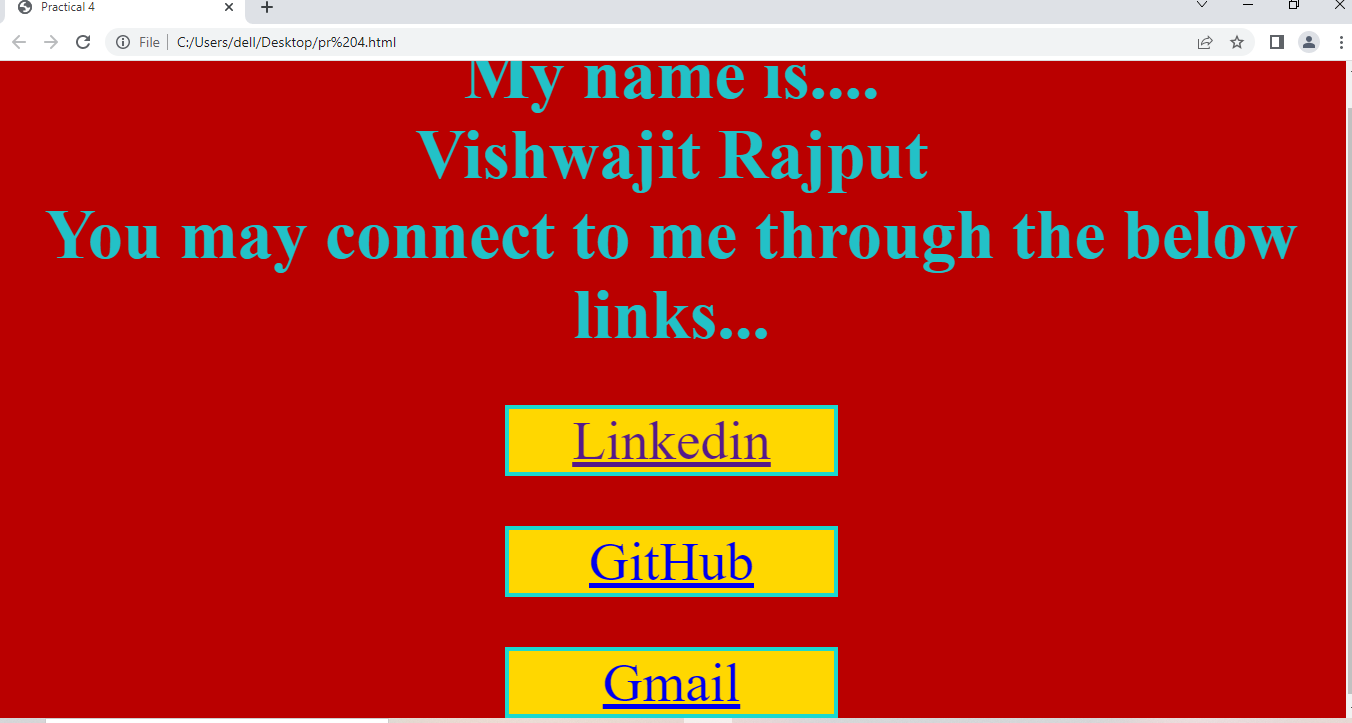 Practical 4
File C:/Users/dell/Desktop/pr%204.html
My name is....
Vishwajit Rajput
You may connect to me through the below
links...
Linkedin
GitHub
Gmail